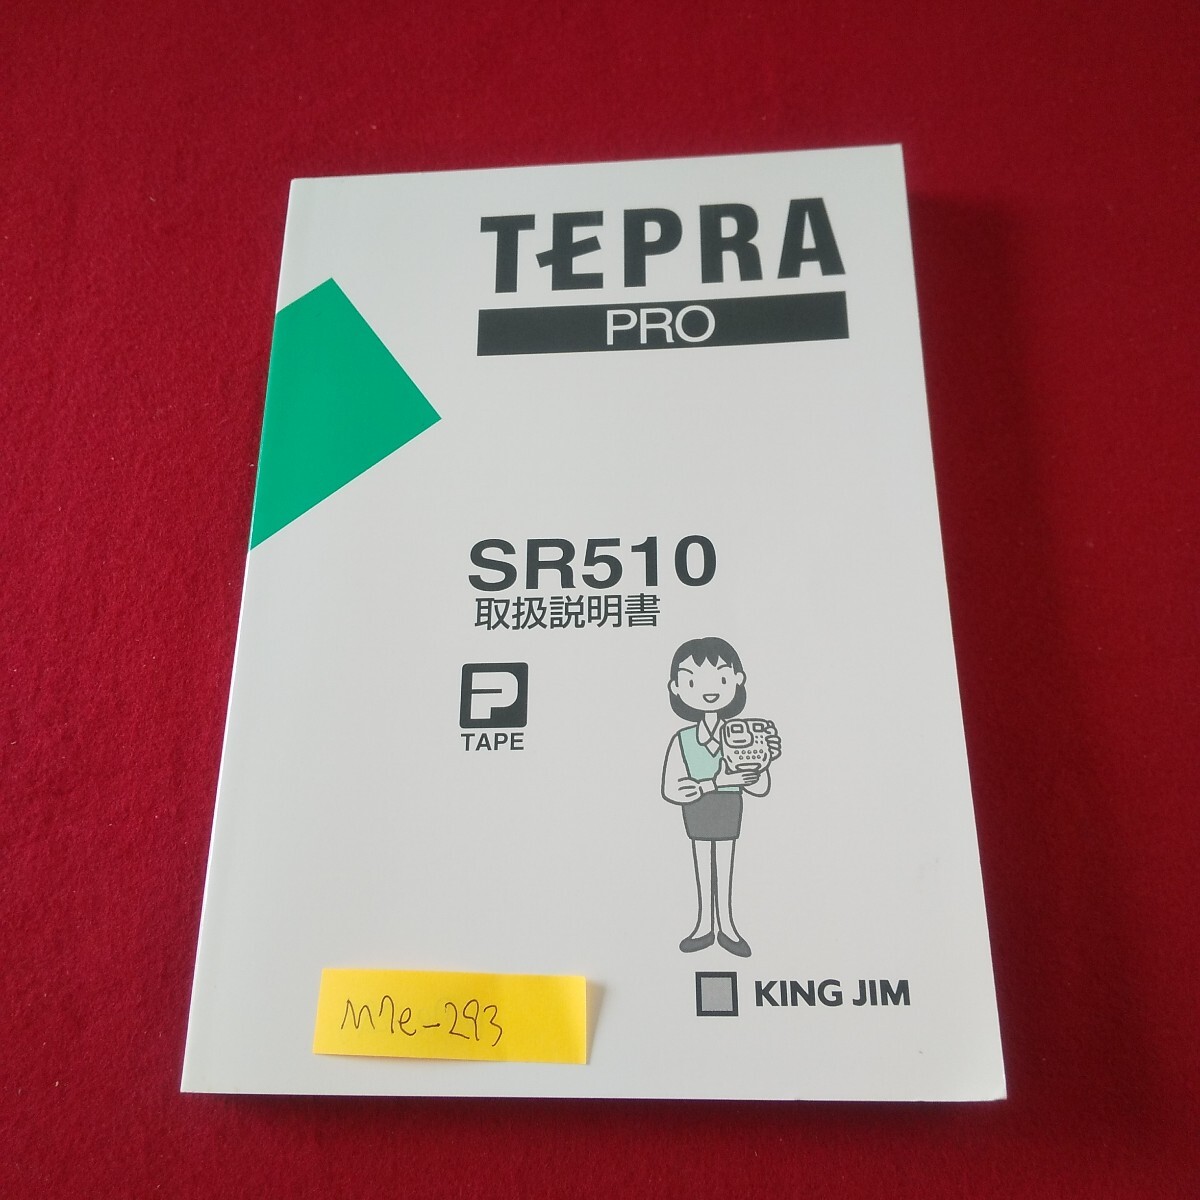 TEPRA
PRO
SR510
取扱説明書
TAPE
KING JIM
M7e-293